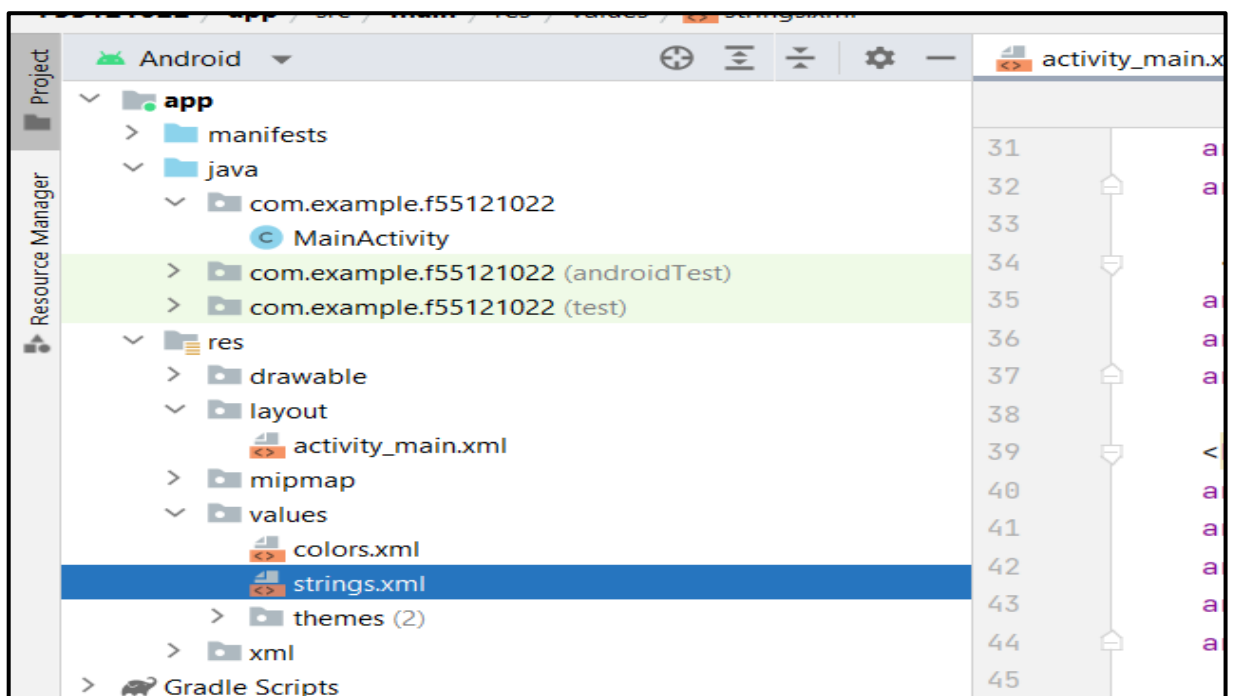 Android
activity_main.x
Project
Resource Manager
app
manifests
java
com.example.f55121022
MainActivity
com.example.f55121022 (androidTest)
com.example.f55121022 (test)
res
drawable
layout
activity_main.xml
mipmap
values
colors.xml
strings.xml
themes (2)
xml
Gradle Scripts
31
32
33
34
35
36
37
38
39 <
40
41
42
43
44
45